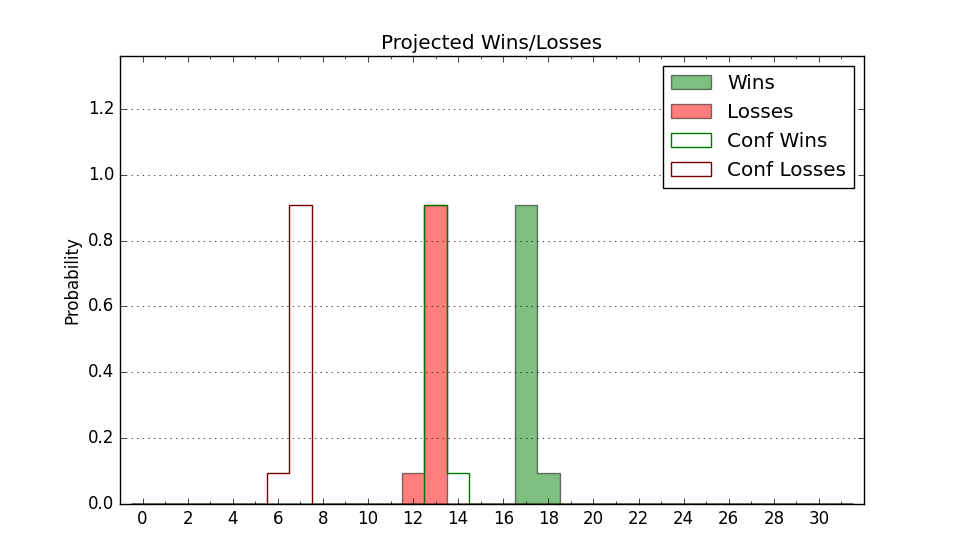 Projected Wins/Losses
Wins
Losses
Conf Wins
Conf Losses
Probability
1.2
1.0
0.8
0.6
0.4
0.2
0.0
0 2 4 6 8 10 12 14 16 18 20 22 24 26 28 30